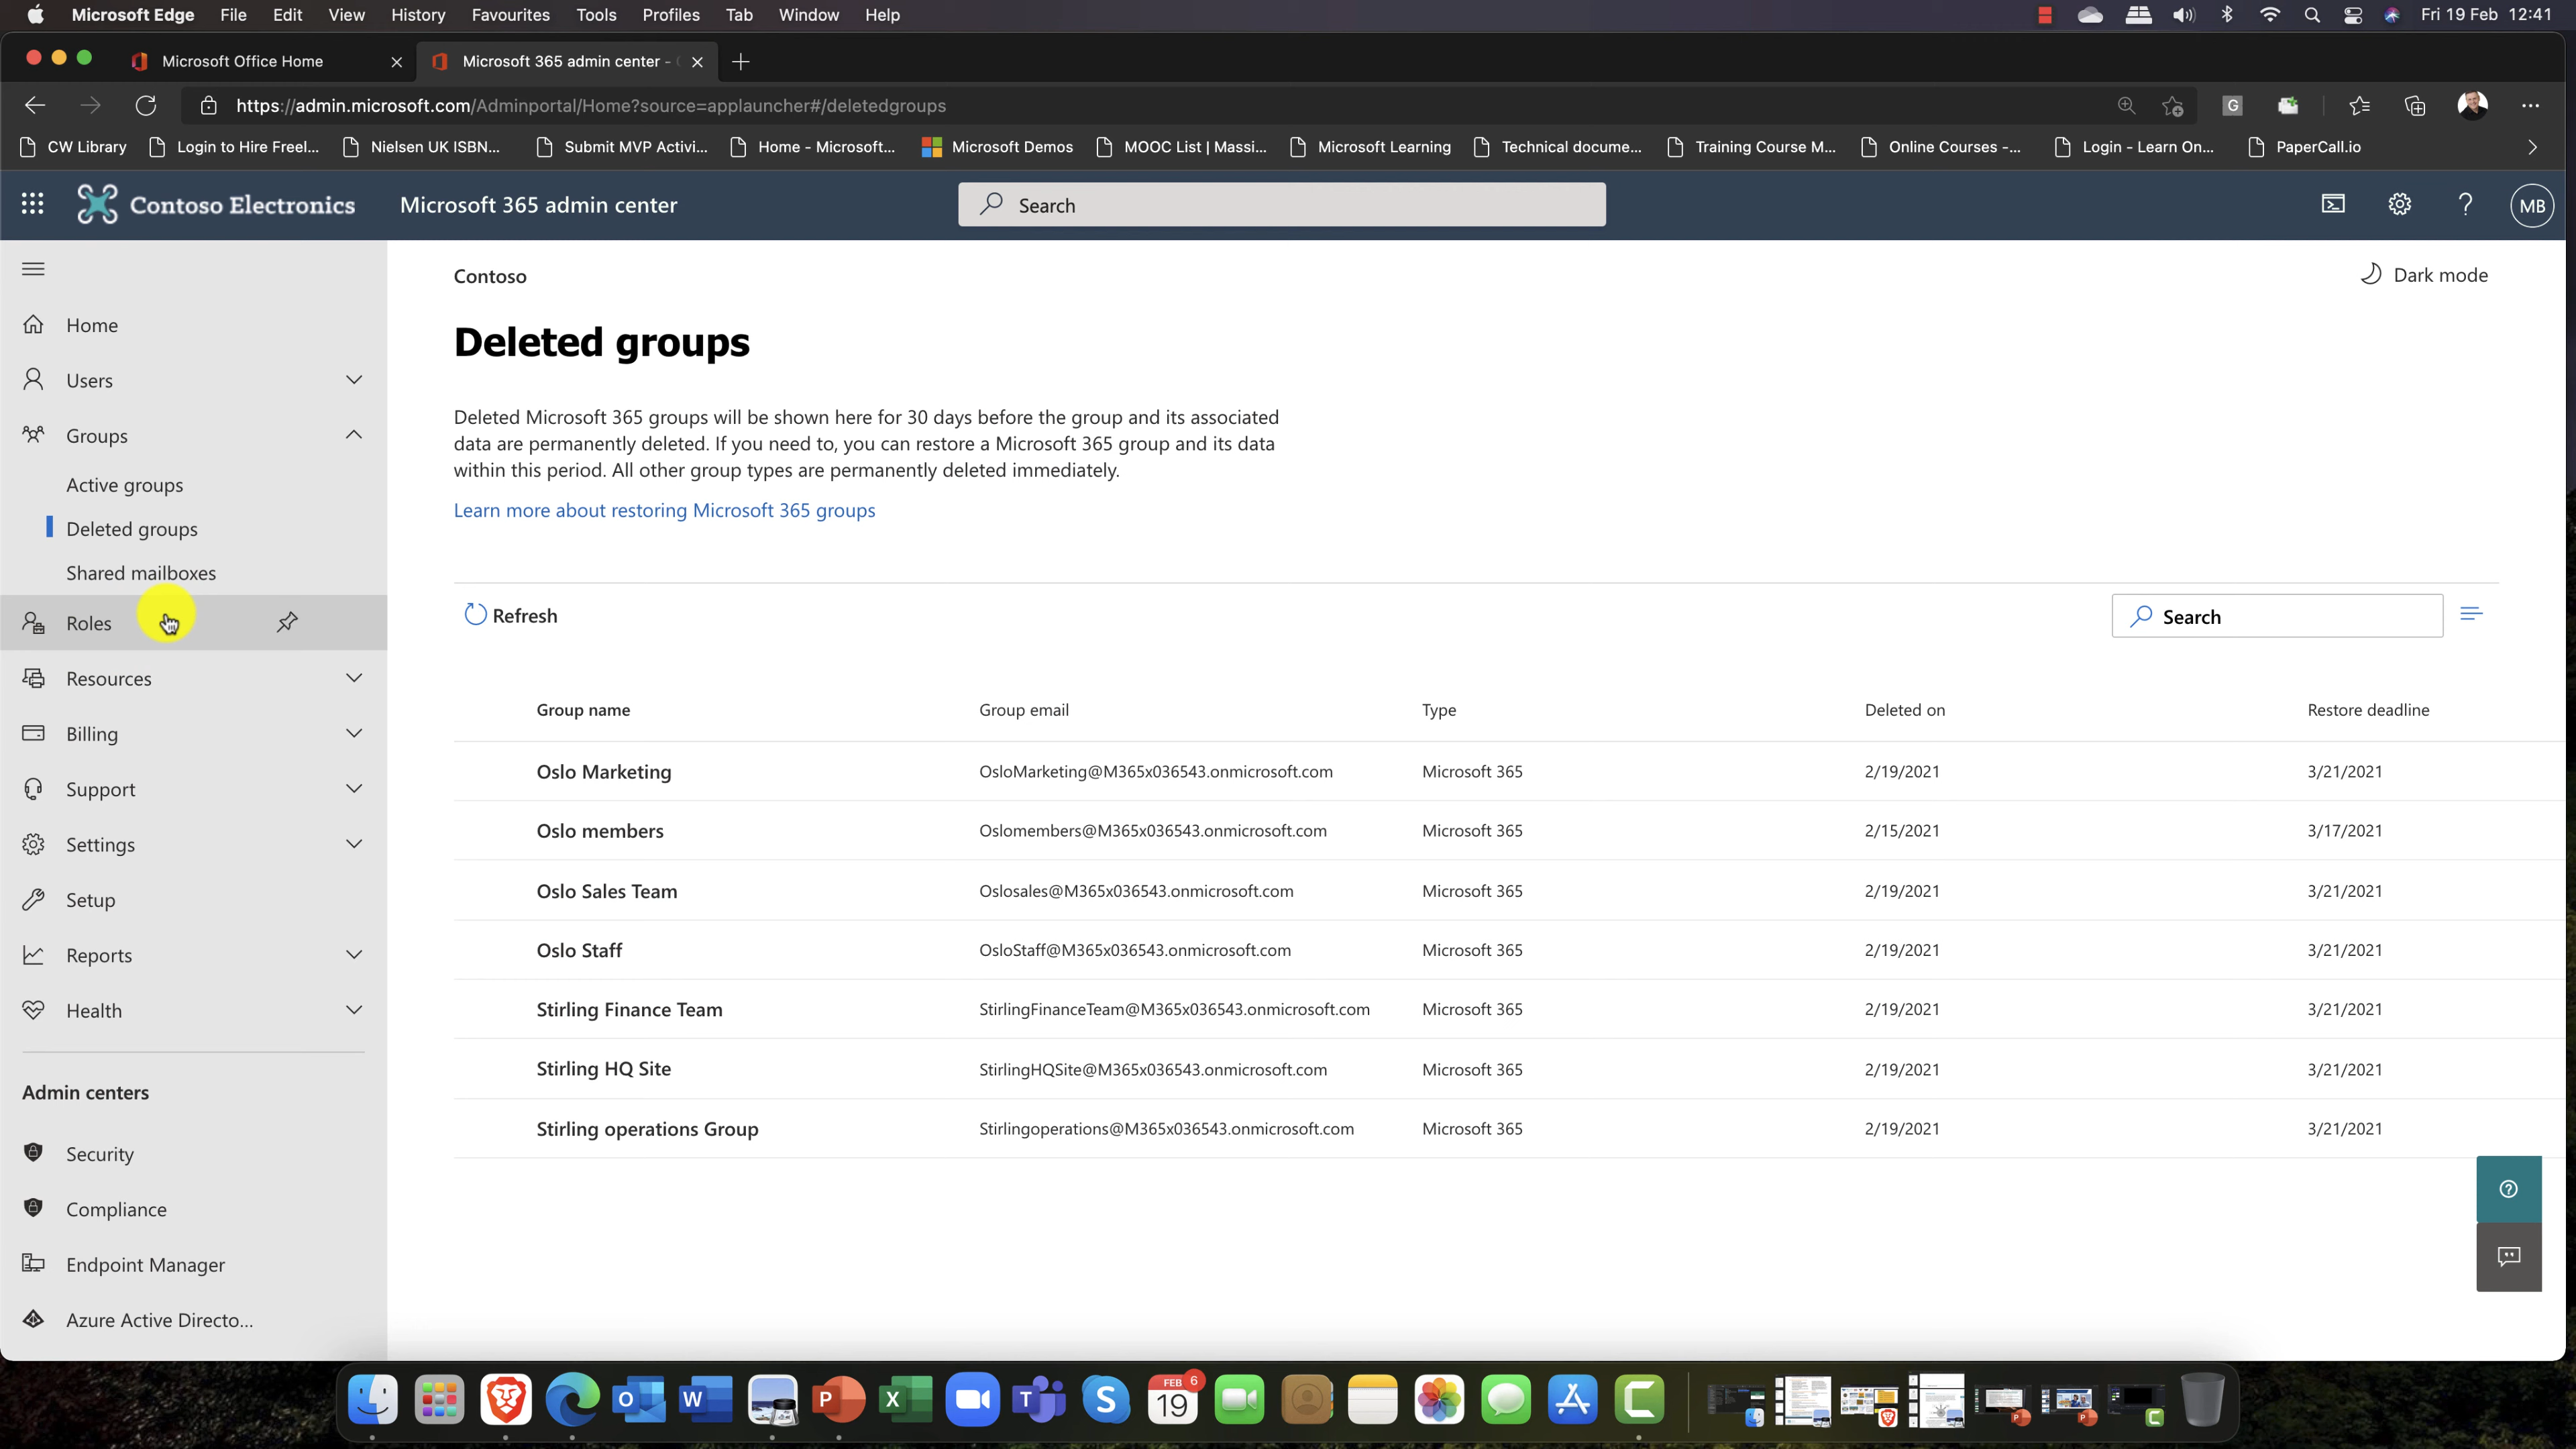 Microsoft Edge File Edit View History Favourites Tools Profiles Tab Window Help Fri 19 Feb 12:41
Microsoft Office Home Microsoft 365 admin center -
https://admin.microsoft.com/Adminportal/Home?source=applauncher#/deletedgroups G
CW Library Login to Hire Freel... Nielsen UK ISBN... Submit MVP Activi... Home - Microsoft... Microsoft Demos MOOC List | Massi... Microsoft Learning Technical docume... Training Course M... Online Courses -... Login - Learn On... PaperCall.io
Contoso Electronics Microsoft 365 admin center Search MB
Contoso Dark mode
Home
Users
Groups
Active groups
Deleted groups
Shared mailboxes
Roles
Resources
Billing
Support
Settings
Setup
Reports
Health
Admin centers
Security
Compliance
Endpoint Manager
Azure Active Directo...
Deleted groups
Deleted Microsoft 365 groups will be shown here for 30 days before the group and its associated
data are permanently deleted. If you need to, you can restore a Microsoft 365 group and its data
within this period. All other group types are permanently deleted immediately.
Learn more about restoring Microsoft 365 groups
Refresh Search
Group name Group email Type Deleted on Restore deadline
Oslo Marketing OsloMarketing@M365x036543.onmicrosoft.com Microsoft 365 2/19/2021 3/21/2021
Oslo members Oslomembers@M365x036543.onmicrosoft.com Microsoft 365 2/15/2021 3/17/2021
Oslo Sales Team Oslosales@M365x036543.onmicrosoft.com Microsoft 365 2/19/2021 3/21/2021
Oslo Staff OsloStaff@M365x036543.onmicrosoft.com Microsoft 365 2/19/2021 3/21/2021
Stirling Finance Team StirlingFinanceTeam@M365x036543.onmicrosoft.com Microsoft 365 2/19/2021 3/21/2021
Stirling HQ Site StirlingHQSite@M365x036543.onmicrosoft.com Microsoft 365 2/19/2021 3/21/2021
Stirling operations Group Stirlingoperations@M365x036543.onmicrosoft.com Microsoft 365 2/19/2021 3/21/2021
O W P X T S FEB 19 6 C